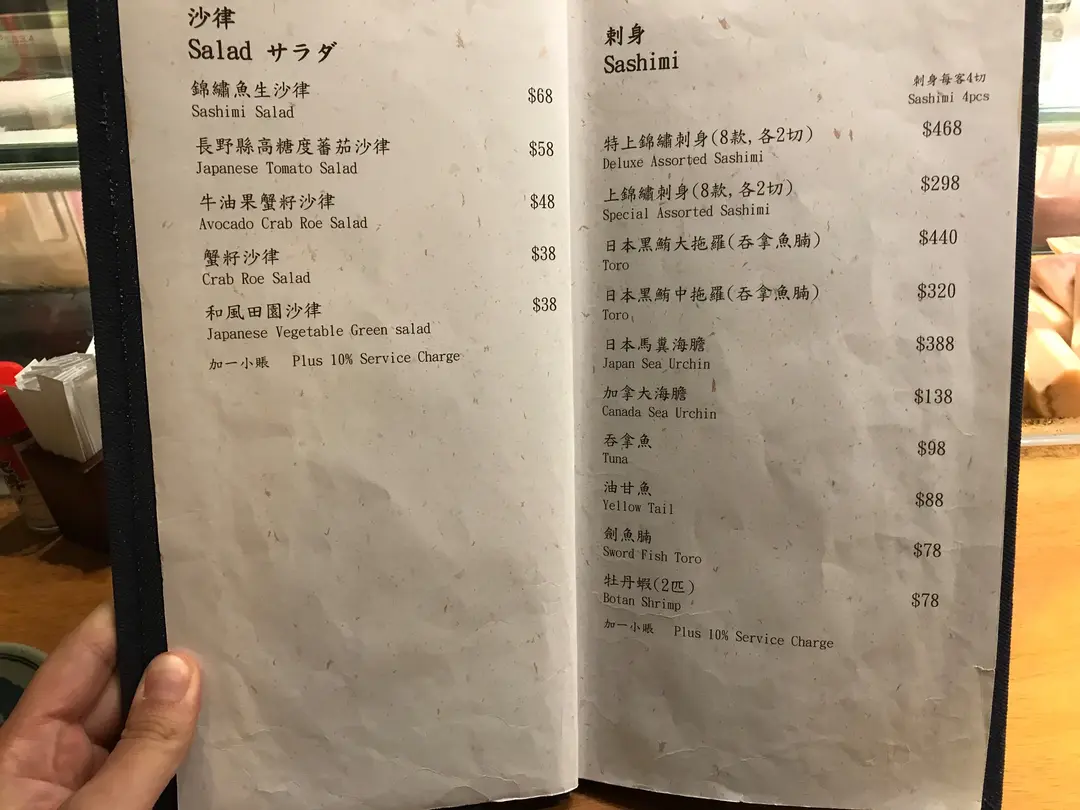 沙律
Salad サラダ
錦繡魚生沙律 $68
Sashimi Salad
長野縣高糖度蕃茄沙律 $58
Japanese Tomato Salad
牛油果蟹籽沙律 $48
Avocado Crab Roe Salad
蟹籽沙律 $38
Crab Roe Salad
和風田園沙律 $38
Japanese Vegetable Green salad
加一小賬 Plus 10% Service Charge
刺身
Sashimi
刺身每客4切
Sashimi 4pcs
特上錦繡刺身(8款,各2切) $468
Deluxe Assorted Sashimi
上錦繡刺身(8款,各2切) $298
Special Assorted Sashimi
日本黑鮪大拖羅(吞拿魚腩) $440
Toro
日本黑鮪中拖羅(吞拿魚腩) $320
Toro
日本馬糞海膽 $388
Japan Sea Urchin
加拿大海膽 $138
Canada Sea Urchin
吞拿魚 $98
Tuna
油甘魚 $88
Yellow Tail
劍魚腩 $78
Sword Fish Toro
牡丹蝦(2匹) $78
Botan Shrimp
加一小賬 Plus 10% Service Charge